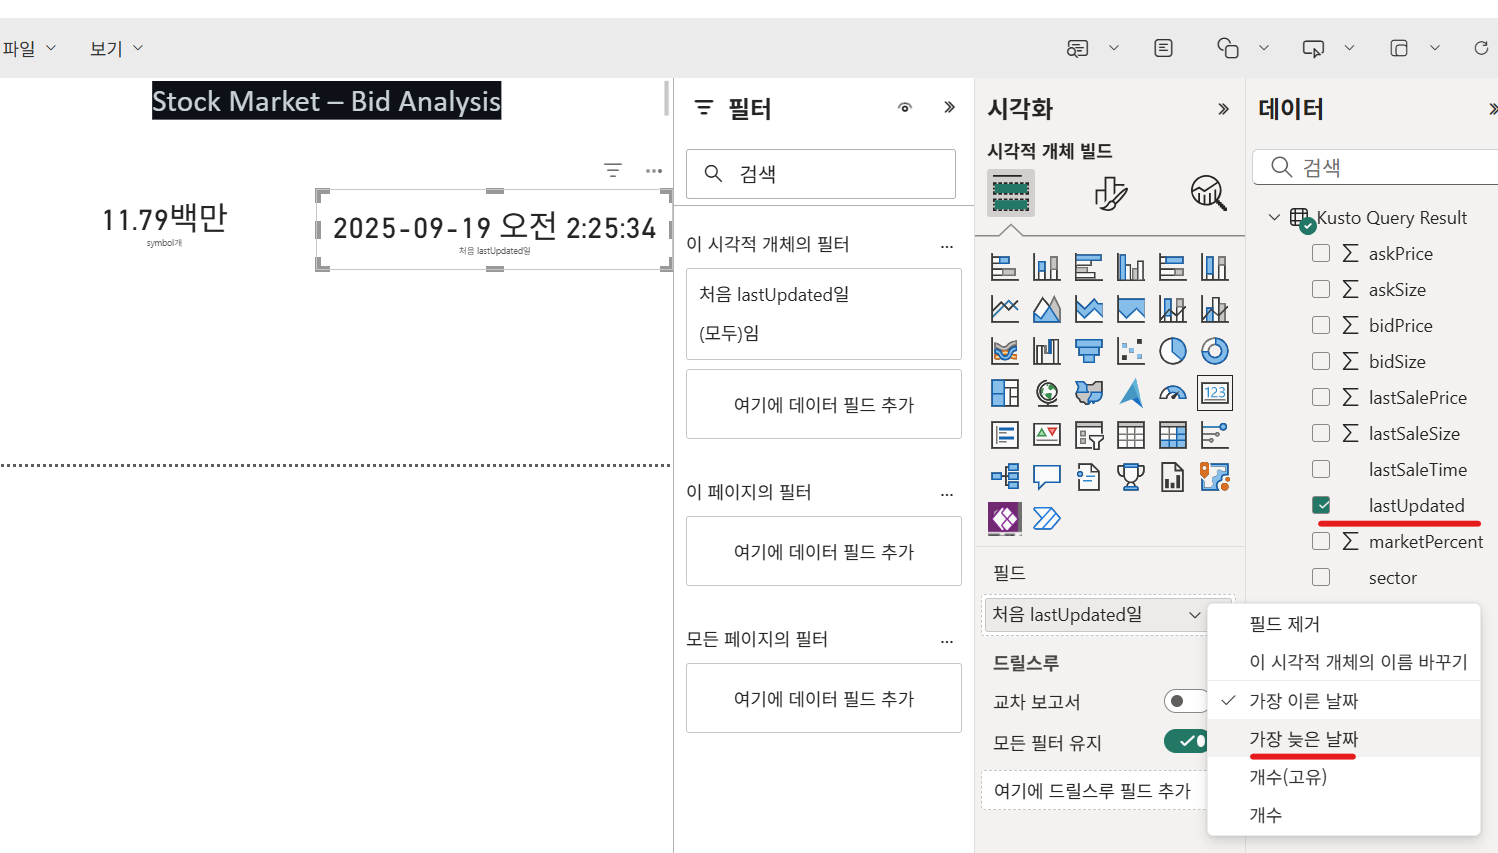 파일
보기
Stock Market – Bid Analysis
11.79백만
symbol개
2025-09-19 오전 2:25:34
처음 lastUpdated일
필터
검색
이 시각적 개체의 필터
처음 lastUpdated일
(모두)임
여기에 데이터 필드 추가
이 페이지의 필터
여기에 데이터 필드 추가
모든 페이지의 필터
여기에 데이터 필드 추가
시각화
시각적 개체 빌드
123
필드
처음 lastUpdated일
드릴스루
교차 보고서
모든 필터 유지
여기에 드릴스루 필드 추가
데이터
검색
Kusto Query Result
askPrice
askSize
bidPrice
bidSize
lastSalePrice
lastSaleSize
lastSaleTime
lastUpdated
marketPercent
sector
필드 제거
이 시각적 개체의 이름 바꾸기
가장 이른 날짜
가장 늦은 날짜
개수(고유)
개수